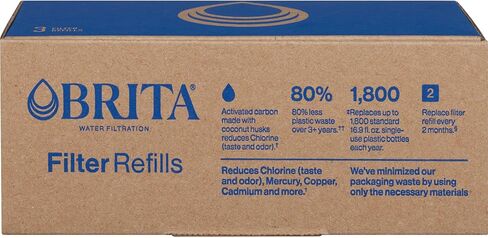 3 FILTER
REFILLS
BRITA®
WATER FILTRATION
Filter Refills
Activated carbon
made with
coconut husks
reduces Chlorine
(taste and odor).†
80%
80% less
plastic waste
over 3+ years.††
1,800
‡Replaces up to
1,800 standard
16.9 fl. oz. single-
use plastic bottles
each year.
2
Replace filter
refill every
2 months.§
Reduces Chlorine (taste
and odor), Mercury, Copper,
Cadmium and more.†
We've minimized our
packaging waste by using
only the necessary materials